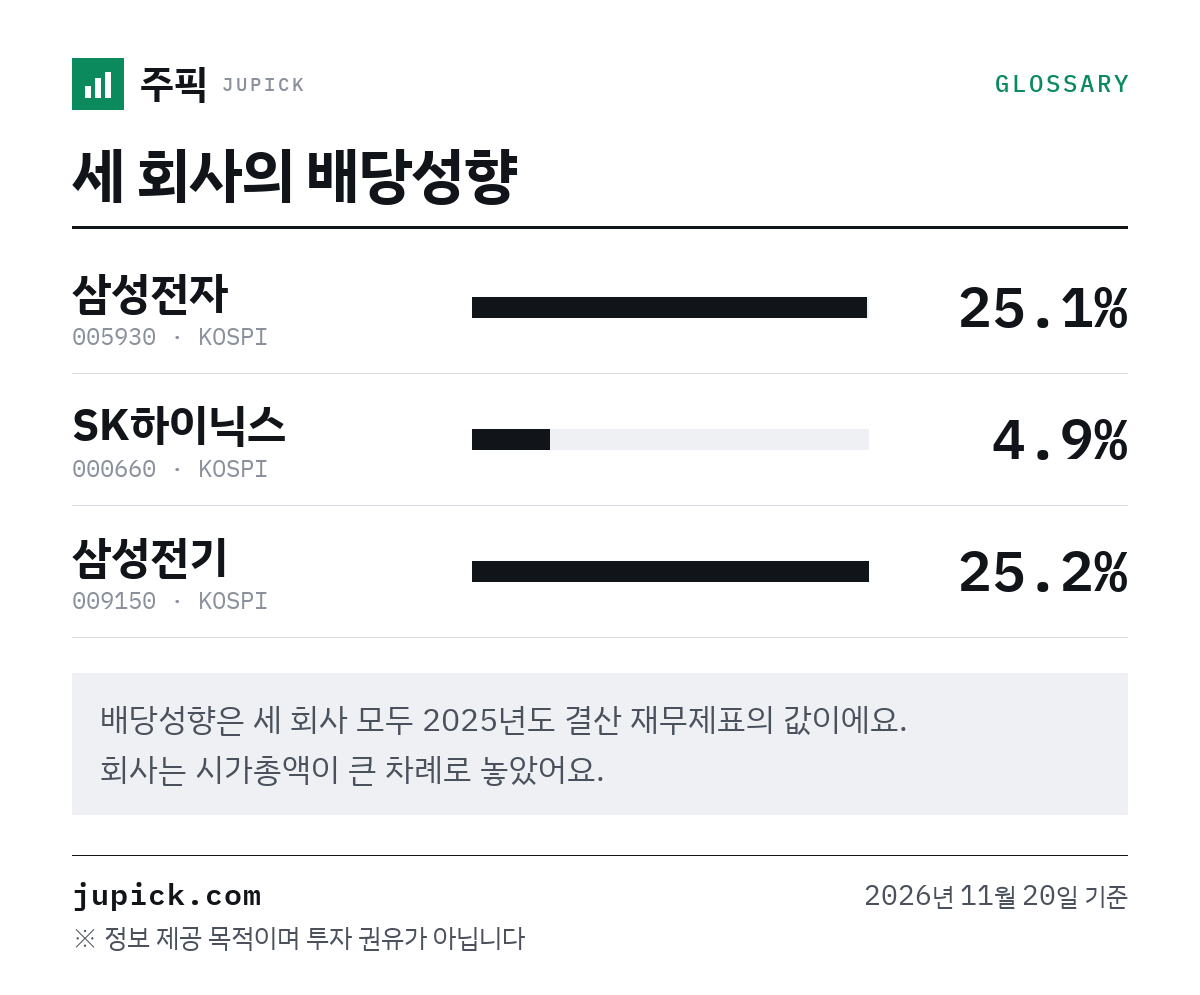 주픽 JUPICK
GLOSSARY
세 회사의 배당성향
삼성전자
005930 · KOSPI
25.1%
SK하이닉스
000660 · KOSPI
4.9%
삼성전기
009150 · KOSPI
25.2%
배당성향은 세 회사 모두 2025년도 결산 재무제표의 값이에요.
회사는 시가총액이 큰 차례로 놓았어요.
jupick.com
2026년 11월 20일 기준
※ 정보 제공 목적이며 투자 권유가 아닙니다